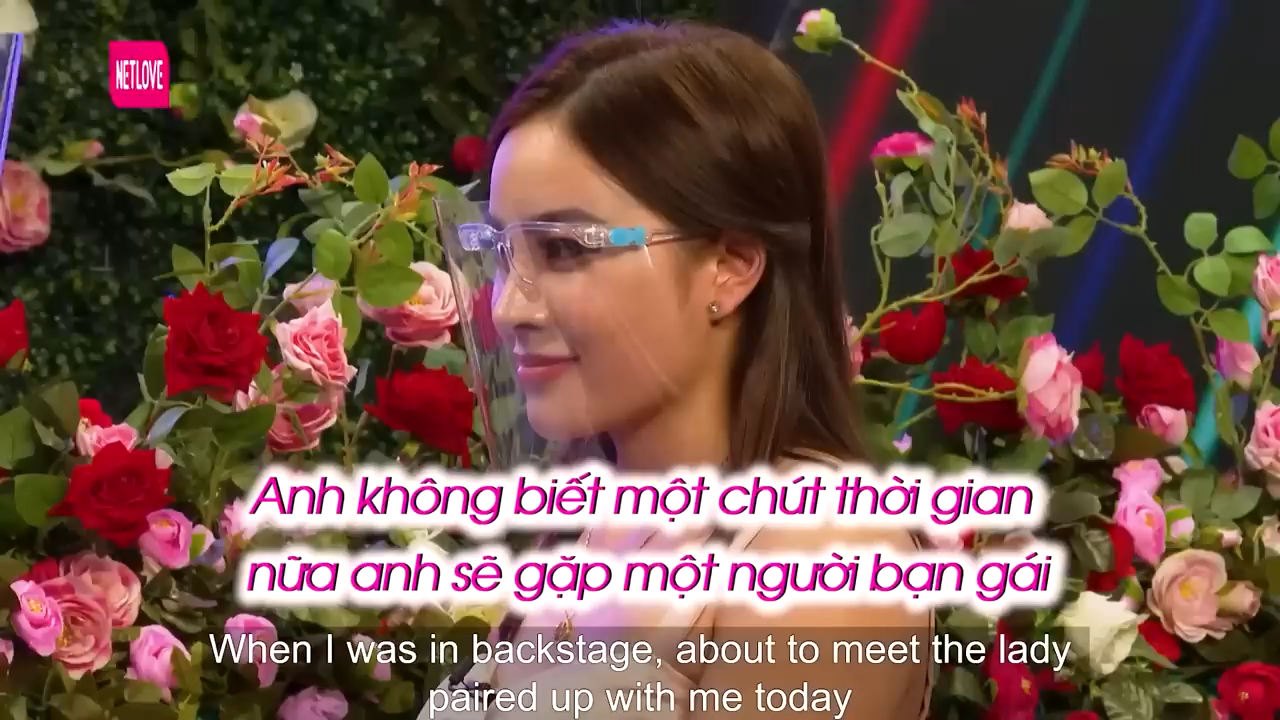 NETLOVE
Anh không biết một chút thời gian
nữa anh sẽ gặp một người bạn gái
When I was in backstage, about to meet the lady
paired up with me today